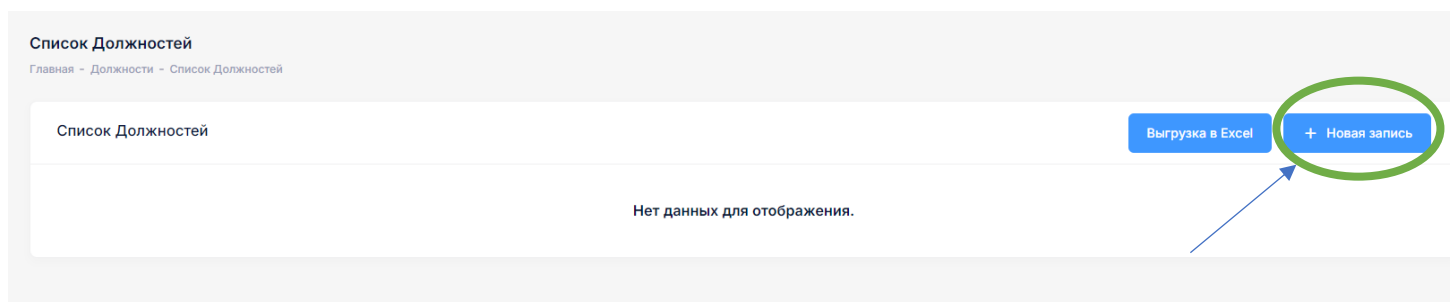 Список Должностей
Главная - Должности - Список Должностей
Список Должностей
Выгрузка в Excel
+ Новая запись
Нет данных для отображения.